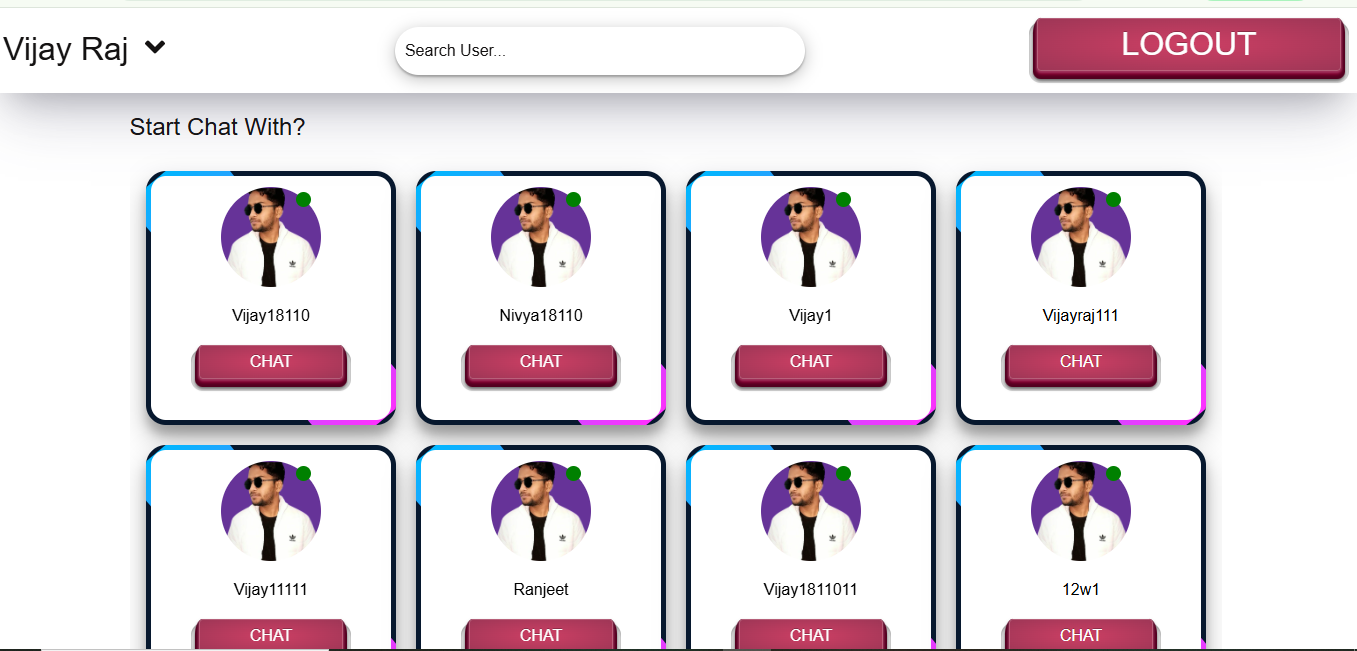 Vijay Raj
Search User...
LOGOUT
Start Chat With?
Vijay18110
Nivya18110
Vijay1
Vijayraj111
CHAT
CHAT
CHAT
CHAT
Vijay11111
Ranjeet
Vijay1811011
12w1
CHAT
CHAT
CHAT
CHAT